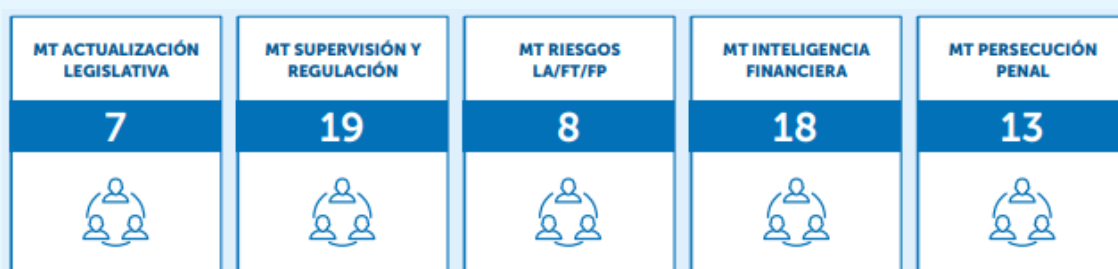 MT ACTUALIZACIÓN
LEGISLATIVA
7
MT SUPERVISIÓN Y
REGULACIÓN
19
MT RIESGOS
LA/FT/FP
8
MT INTELIGENCIA
FINANCIERA
18
MT PERSECUCIÓN
PENAL
13